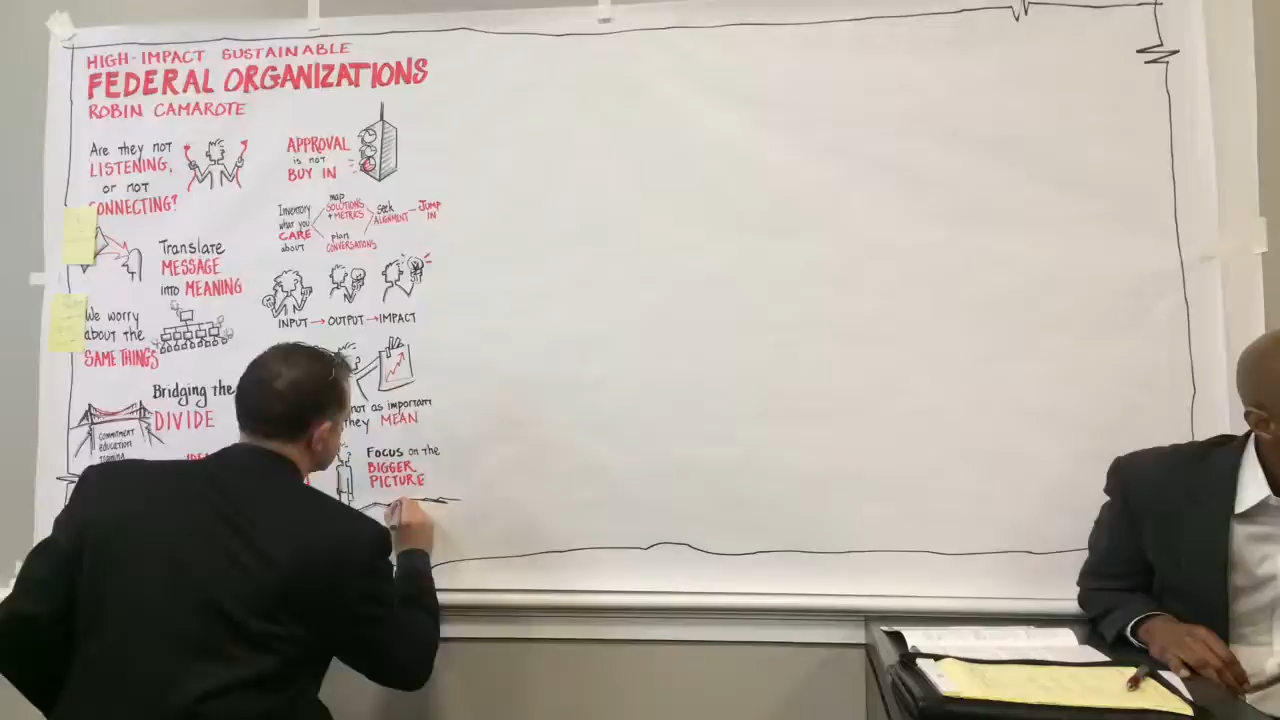 HIGH-IMPACT SUSTAINABLE
FEDERAL ORGANIZATIONS
ROBIN CAMAROTE
Are they not
LISTENING,
or not
CONNECTING?
Translate
MESSAGE
into MEANING
We worry
about the
SAME THINGS
Bridging the
DIVIDE
COMMITMENT
education
training
APPROVAL
is not
BUY IN
Inventory
what you
CARE
about
map
SOLUTIONS
+ METRICS
plan
CONVERSATIONS
seek
ALIGNMENT
JUMP
IN
INPUT → OUTPUT → IMPACT
not as important
they MEAN
FOCUS on the
BIGGER
PICTURE